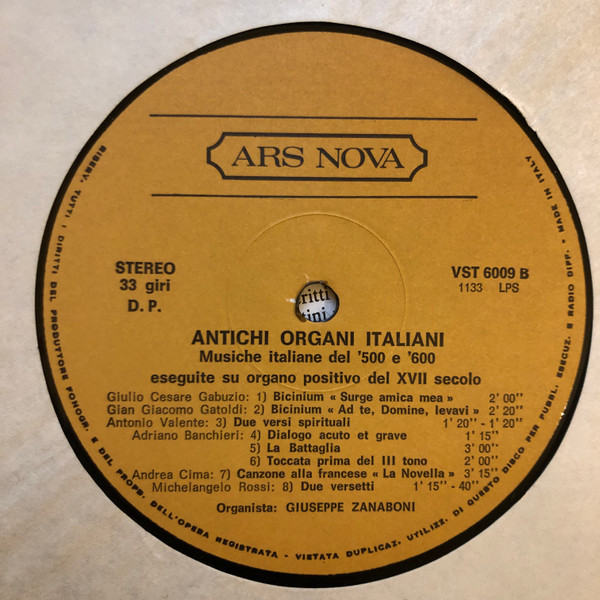 ARS NOVA
STEREO
33 giri
D. P.
VST 6009 B
1133 LPS
ritti
tini
ANTICHI ORGANI ITALIANI
Musiche italiane del '500 e '600
eseguite su organo positivo del XVII secolo
Giulio Cesare Gabuzio: 1) Bicinium « Surge amica mea » 2' 00''
Gian Giacomo Gatoldi: 2) Bicinium « Ad te, Domine, levavi » 2' 20''
Antonio Valente: 3) Due versi spirituali 1' 20'' - 1' 20''
Adriano Banchieri: 4) Dialogo acuto et grave 1' 15''
5) La Battaglia 3' 00''
6) Toccata prima del III tono 2' 00''
Andrea Cima: 7) Canzone alla francese « La Novella » 3' 15''
Michelangelo Rossi: 8) Due versetti 1' 15'' - 40''
Organista: GIUSEPPE ZANABONI
RISERV. TUTTI I DIRITTI DEL PRODUTTORE FONOGR. E DEL PROPR. DELL'OPERA REGISTRATA - VIETATA DUPLICAZ. UTILIZZ. DI QUESTO DISCO PER PUBBL. ESECUZ. E RADIO DIFF. - MADE IN ITALY